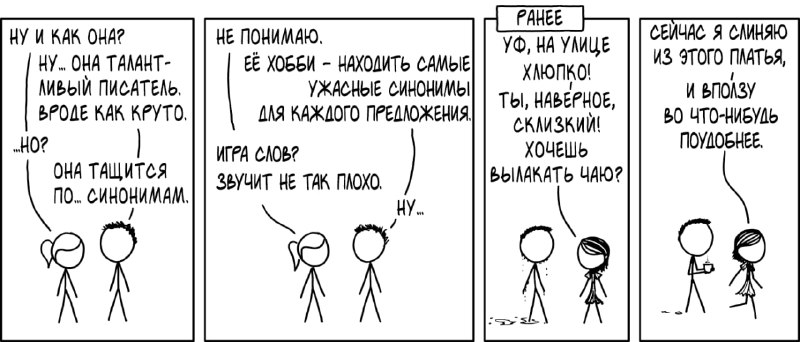 НУ И КАК ОНА?
НУ... ОНА ТАЛАНТ-
ЛИВЫЙ ПИСАТЕЛЬ.
ВРОДЕ КАК КРУТО.
...НО?
ОНА ТАЩИТСЯ
ПО... СИНОНИМАМ.
НЕ ПОНИМАЮ.
ЕЁ ХОББИ – НАХОДИТЬ САМЫЕ
УЖАСНЫЕ СИНОНИМЫ
ДЛЯ КАЖДОГО ПРЕДЛОЖЕНИЯ.
ИГРА СЛОВ?
ЗВУЧИТ НЕ ТАК ПЛОХО.
НУ...
РАНЕЕ
УФ, НА УЛИЦЕ
ХЛЮПКО!
ТЫ, НАВЕРНОЕ,
СКЛИЗКИЙ!
ХОЧЕШЬ
ВЫЛАКАТЬ ЧАЮ?
СЕЙЧАС Я СЛИНЯЮ
ИЗ ЭТОГО ПЛАТЬЯ,
И ВПОЛЗУ
ВО ЧТО-НИБУДЬ
ПОУДОБНЕЕ.